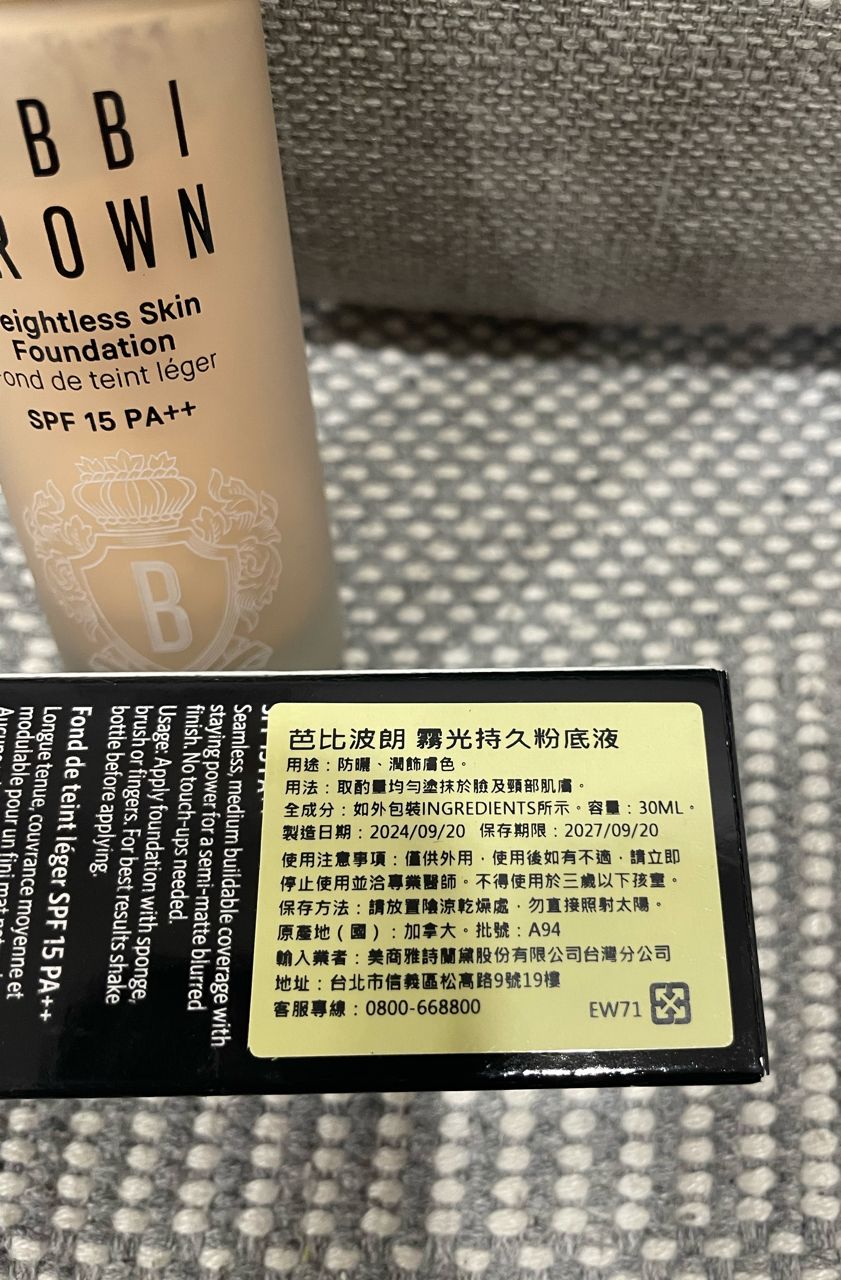 BBI
ROWN
eightless Skin
Foundation
ond de teint léger
SPF 15 PA++
B
Seamless, medium buildable coverage with
staying power for a semi-matte blurred
finish. No touch-ups needed.
Usage: Apply foundation with sponge,
brush or fingers. For best results shake
bottle before applying.
Fond de teint léger SPF 15 PA++
Longue tenue, couvrance moyenne et
modulable pour un fini mat
芭比波朗 霧光持久粉底液
用途：防曬、潤飾膚色。
用法：取酌量均勻塗抹於臉及頸部肌膚。
全成分：如外包裝INGREDIENTS所示。容量：30ML。
製造日期：2024/09/20 保存期限：2027/09/20
使用注意事項：僅供外用，使用後如有不適，請立即
停止使用並洽專業醫師。不得使用於三歲以下孩童。
保存方法：請放置陰涼乾燥處，勿直接照射太陽。
原產地（國）：加拿大。批號：A94
輸入業者：美商雅詩蘭黛股份有限公司台灣分公司
地址：台北市信義區松高路9號19樓
客服專線：0800-668800
EW71